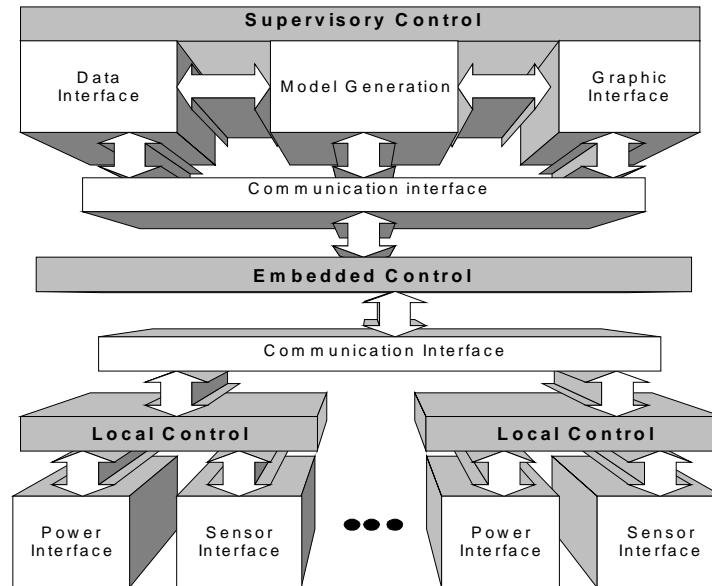 Supervisory Control
Data
Interface
Model Generation
Graphic
Interface
Communication interface
Embedded Control
Communication Interface
Local Control
Local Control
Power
Interface
Sensor
Interface
Power
Interface
Sensor
Interface